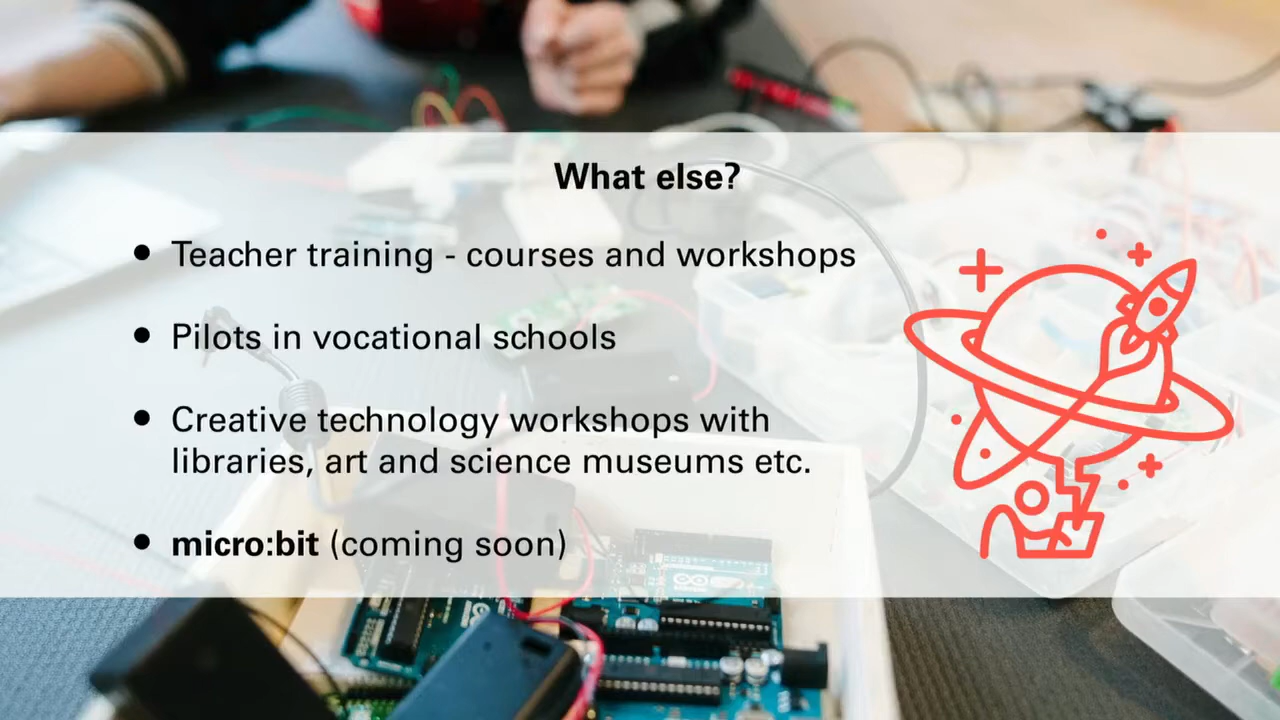 What else?
● Teacher training - courses and workshops
● Pilots in vocational schools
● Creative technology workshops with
libraries, art and science museums etc.
● micro:bit (coming soon)